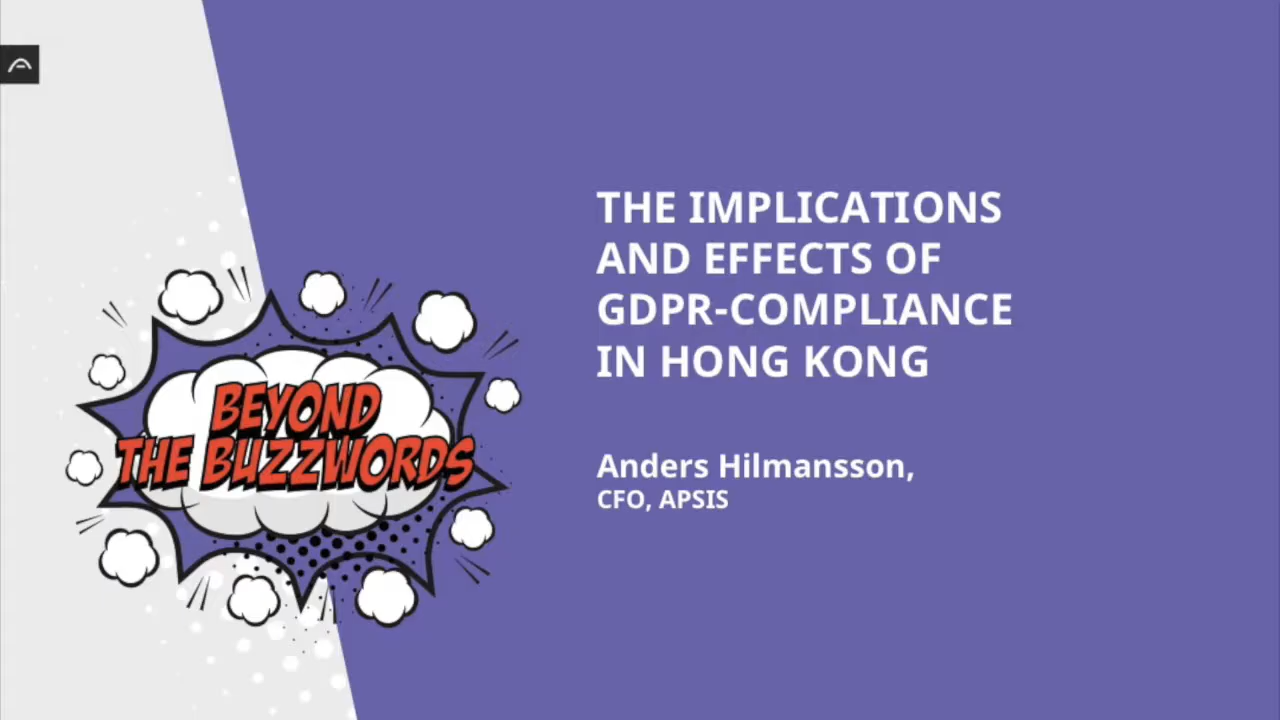 BEYOND
THE BUZZWORDS
THE IMPLICATIONS
AND EFFECTS OF
GDPR-COMPLIANCE
IN HONG KONG
Anders Hilmansson,
CFO, APSIS